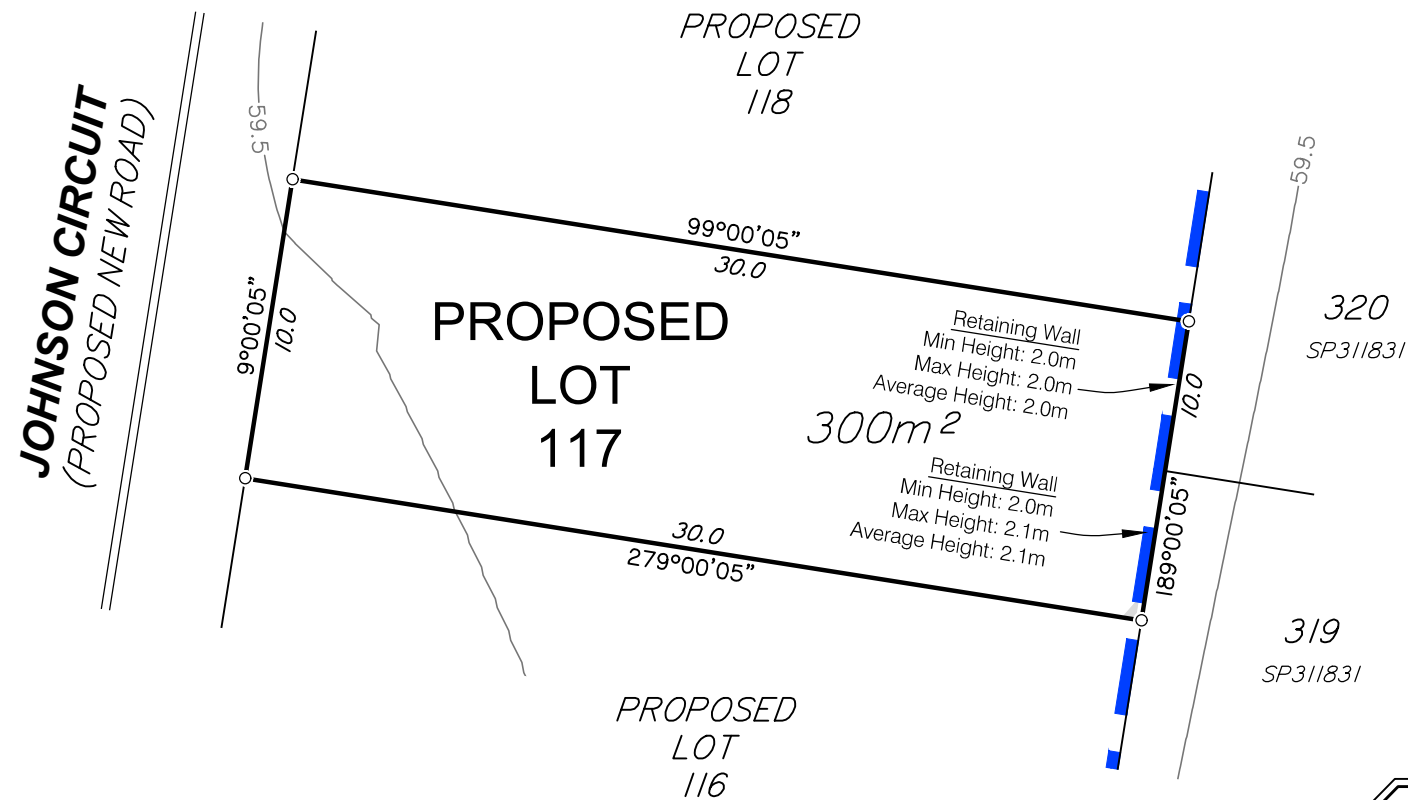 PROPOSED
LOT
118
JOHNSON CIRCUIT
(PROPOSED NEW ROAD)
59.5
59.5
99°00'05"
30.0
9°00'05"
10.0
PROPOSED
LOT
117
300m²
Retaining Wall
Min Height: 2.0m
Max Height: 2.0m
Average Height: 2.0m
10.0
320
SP311831
Retaining Wall
Min Height: 2.0m
Max Height: 2.1m
Average Height: 2.1m
189°00'05"
30.0
279°00'05"
319
SP311831
PROPOSED
LOT
116